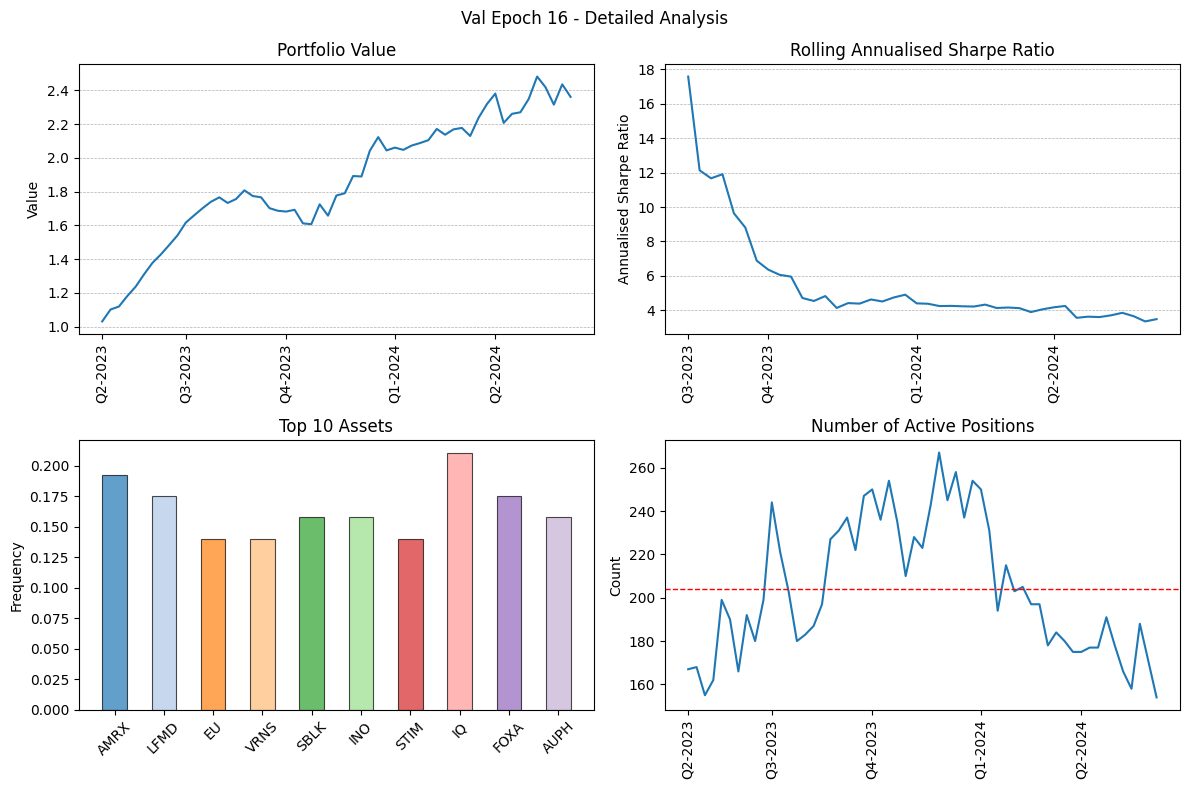 Val Epoch 16 - Detailed Analysis
Portfolio Value
Value
2.4
2.2
2.0
1.8
1.6
1.4
1.2
1.0
Q2-2023
Q3-2023
Q4-2023
Q1-2024
Q2-2024
Rolling Annualised Sharpe Ratio
Annualised Sharpe Ratio
18
16
14
12
10
8
6
4
Q3-2023
Q4-2023
Q1-2024
Q2-2024
Top 10 Assets
Frequency
0.200
0.175
0.150
0.125
0.100
0.075
0.050
0.025
0.000
AMRX
LFMD
EU
VRNS
SBLK
INO
STIM
IQ
FOXA
AUPH
Number of Active Positions
Count
260
240
220
200
180
160
Q2-2023
Q3-2023
Q4-2023
Q1-2024
Q2-2024